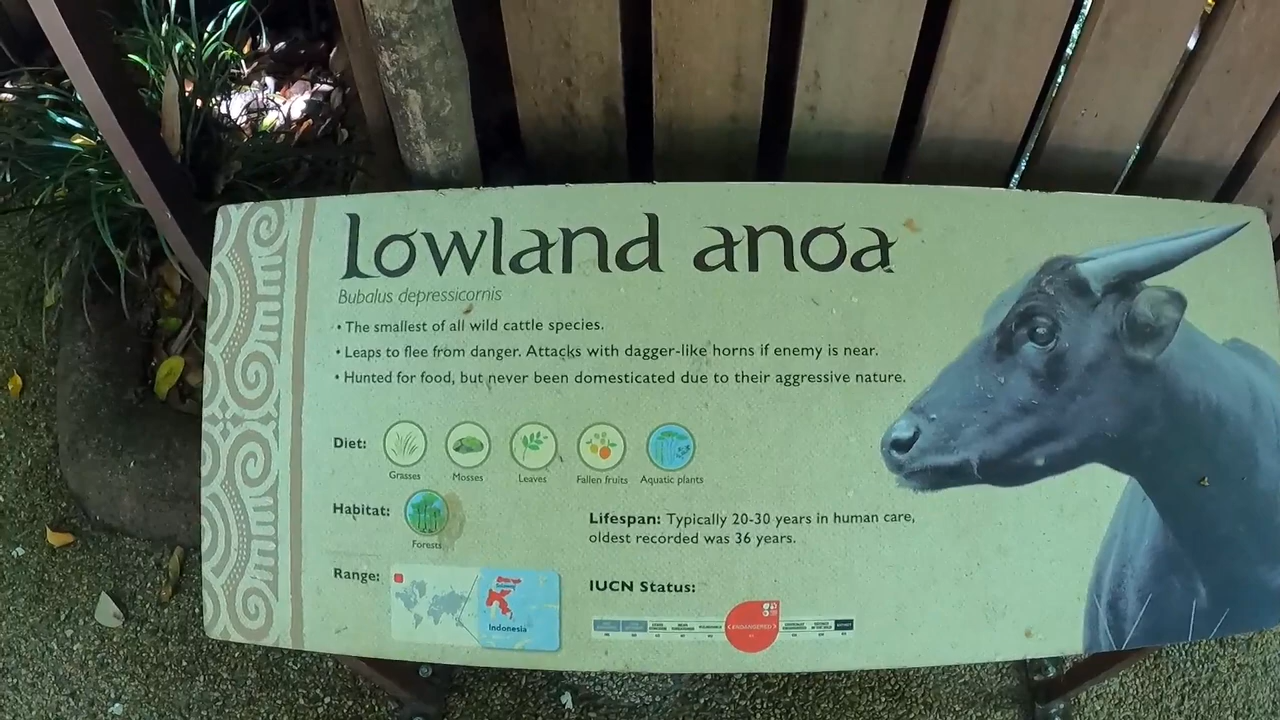 Lowland anoa
Bubalus depressicornis
• The smallest of all wild cattle species.
• Leaps to flee from danger. Attacks with dagger-like horns if enemy is near.
• Hunted for food, but never been domesticated due to their aggressive nature.
Diet:
Grasses Mosses Leaves Fallen fruits Aquatic plants
Habitat:
Forests
Lifespan: Typically 20-30 years in human care,
oldest recorded was 36 years.
Range:
Indonesia
IUCN Status:
ENDANGERED